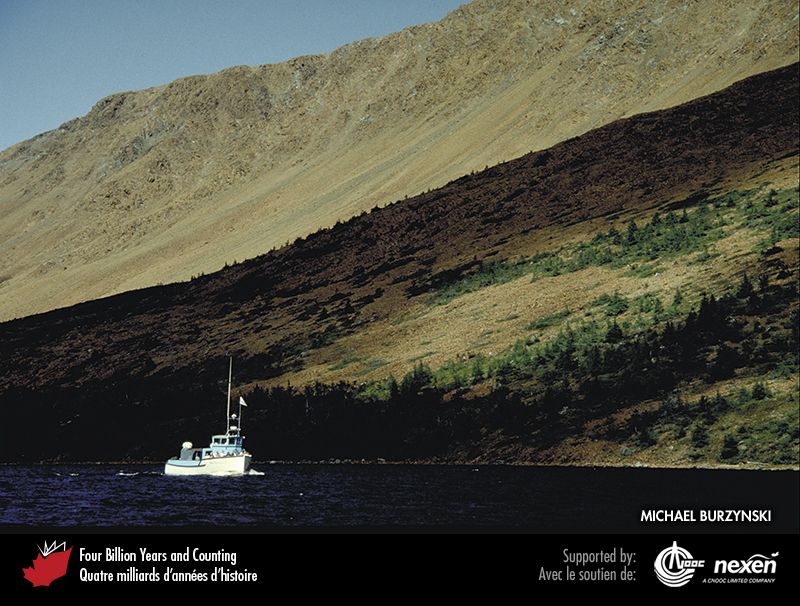 MICHAEL BURZYNSKI
Four Billion Years and Counting
Quatre milliards d'années d'histoire
Supported by:
Avec le soutien de:
CNOOC
nexen
A CNOOC LIMITED COMPANY